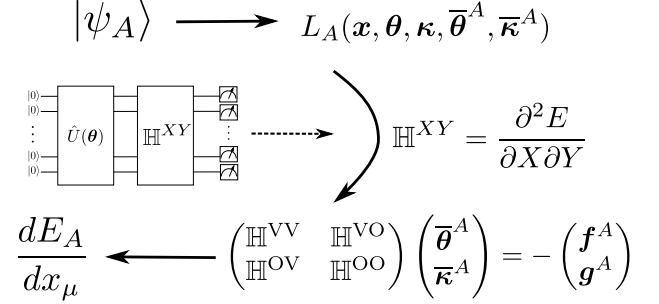 |ψ_A⟩ → L_A(x, θ, κ, θ̄^A, κ̄^A)
|0⟩
|0⟩
⋮
|0⟩
|0⟩
Û(θ)
ℍ^{XY}
⋮
ℍ^{XY} = ∂²E / ∂X∂Y
dE_A / dx_μ
(ℍ^{VV} ℍ^{VO}
ℍ^{OV} ℍ^{OO}) (θ̄^A
κ̄^A) = − (f^A
g^A)